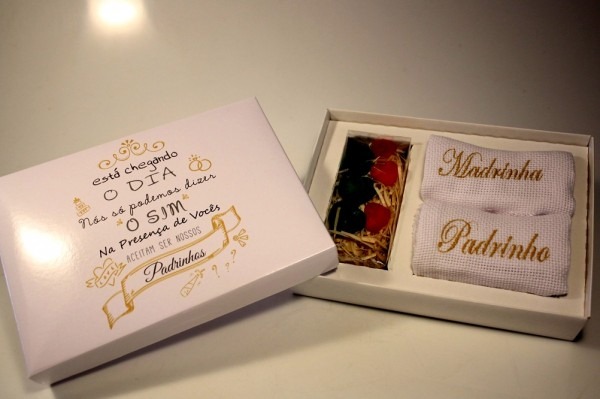 está chegando
O DIA
Nós só podemos dizer
O SIM
Na Presença de Vocês
ACEITAM SER NOSSOS
Padrinhos
???
Madrinha
Padrinho